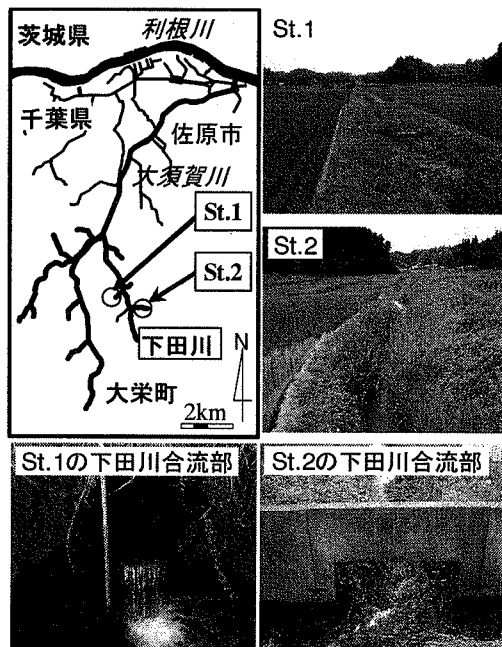 茨城県
利根川
千葉県
佐原市
大須賀川
St.1
St.2
下田川
N
大栄町
2km
St.1
St.2
St.1の下田川合流部
St.2の下田川合流部